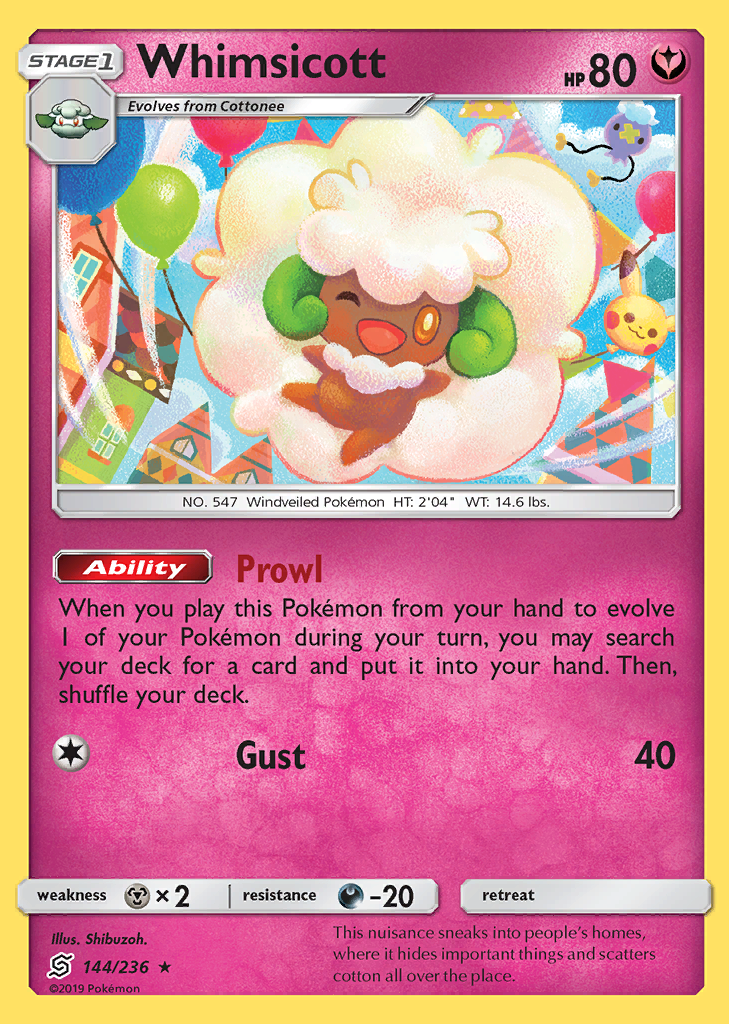 STAGE1
Whimsicott
HP 80
Evolves from Cottonee
NO. 547 Windveiled Pokémon HT: 2'04" WT: 14.6 lbs.
Ability Prowl
When you play this Pokémon from your hand to evolve
1 of your Pokémon during your turn, you may search
your deck for a card and put it into your hand. Then,
shuffle your deck.
Gust 40
weakness ×2 resistance -20 retreat
Illus. Shibuzoh.
144/236 ★
©2019 Pokémon
This nuisance sneaks into people's homes,
where it hides important things and scatters
cotton all over the place.